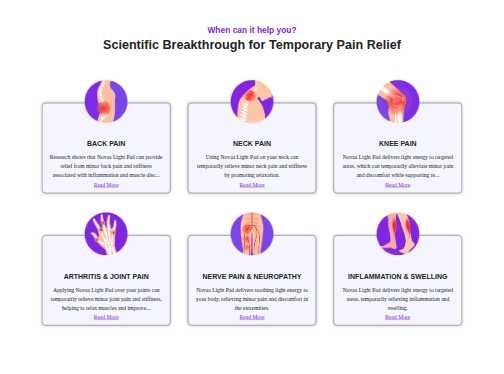 When can it help you?
Scientific Breakthrough for Temporary Pain Relief
BACK PAIN
Research shows that Novaa Light Pad can provide
relief from minor back pain and stiffness
associated with inflammation and muscle disc...
Read More
NECK PAIN
Using Novaa Light Pad on your neck can
temporarily relieve minor neck pain and stiffness
by promoting relaxation.
Read More
KNEE PAIN
Novaa Light Pad delivers light energy to targeted
areas, which can temporarily alleviate minor pain
and discomfort while supporting re...
Read More
ARTHRITIS & JOINT PAIN
Applying Novaa Light Pad over your joints can
temporarily relieve minor joint pain and stiffness,
helping to relax muscles and improve...
Read More
NERVE PAIN & NEUROPATHY
Novaa Light Pad delivers soothing light energy to
your body, relieving minor pain and discomfort in
the extremities.
Read More
INFLAMMATION & SWELLING
Novaa Light Pad delivers light energy to targeted
areas, temporarily relieving inflammation and
swelling.
Read More